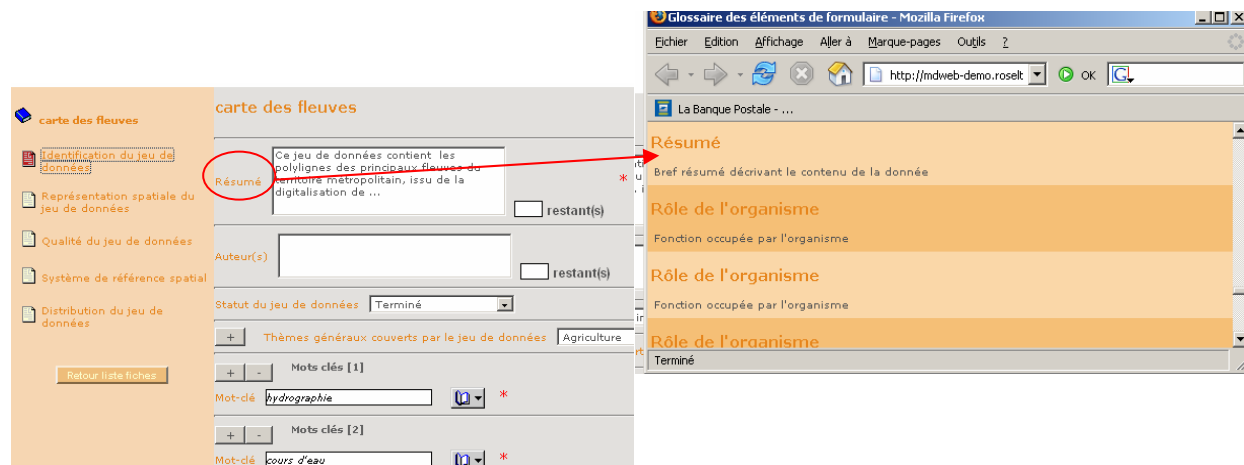 carte des fleuves
Identification du jeu de
données
Représentation spatiale du
jeu de données
Qualité du jeu de données
Système de référence spatial
Distribution du jeu de
données
Retour liste fiches
carte des fleuves
Résumé
Ce jeu de données contient les
polylignes des principaux fleuves du
territoire métropolitain, issu de la
digitalisation de ...
*
restant(s)
Auteur(s)
restant(s)
Statut du jeu de données Terminé
+ Thèmes généraux couverts par le jeu de données Agriculture
+ - Mots clés [1]
Mot-clé hydrographie *
+ - Mots clés [2]
Mot-clé cours d'eau *
Glossaire des éléments de formulaire - Mozilla Firefox
Fichier Edition Affichage Aller à Marque-pages Outils ?
http://mdweb-demo.roselt OK G
La Banque Postale - ...
Résumé
Bref résumé décrivant le contenu de la donnée
Rôle de l'organisme
Fonction occupée par l'organisme
Rôle de l'organisme
Fonction occupée par l'organisme
Rôle de l'organisme
Terminé